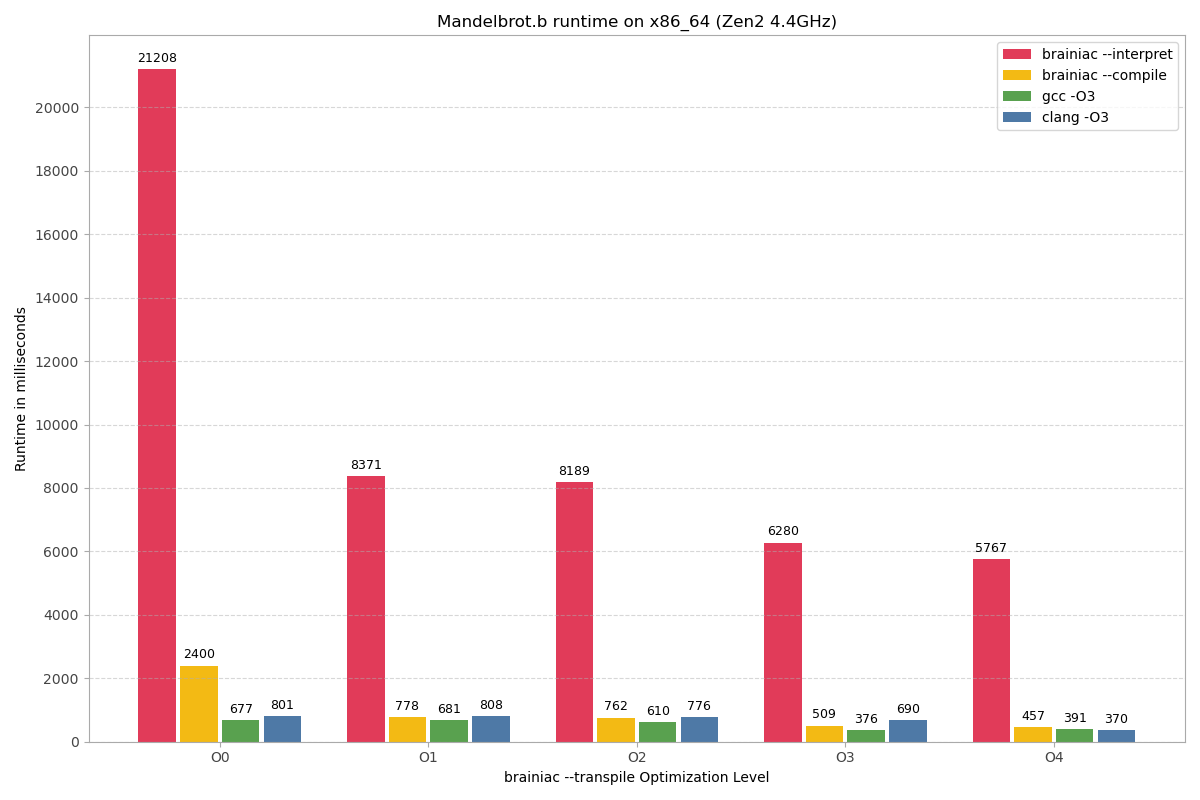 Mandelbrot.b runtime on x86_64 (Zen2 4.4GHz)
brainiac --interpret
brainiac --compile
gcc -O3
clang -O3
Runtime in milliseconds
20000
18000
16000
14000
12000
10000
8000
6000
4000
2000
0
21208
2400
677
801
8371
778
681
808
8189
762
610
776
6280
509
376
690
5767
457
391
370
O0
O1
O2
O3
O4
brainiac --transpile Optimization Level